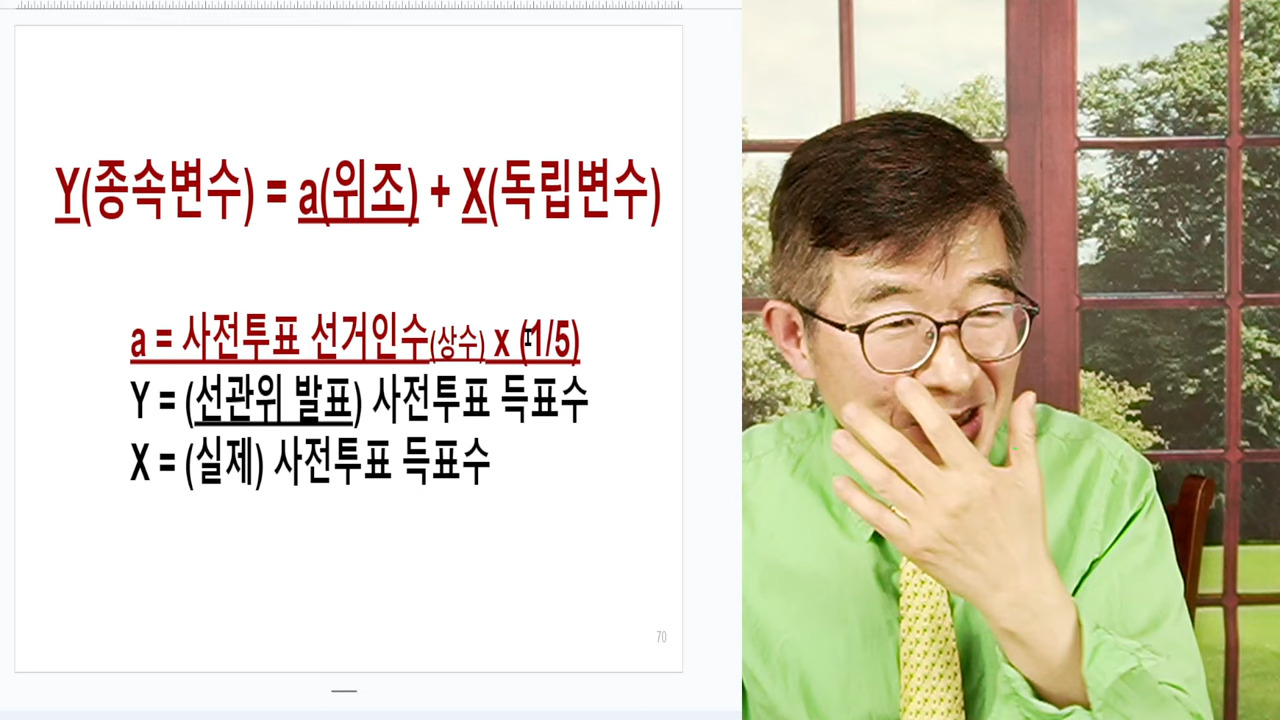 Y(종속변수) = a(위조) + X(독립변수)
a = 사전투표 선거인수(상수) x (1/5)
Y = (선관위 발표) 사전투표 득표수
X = (실제) 사전투표 득표수
70